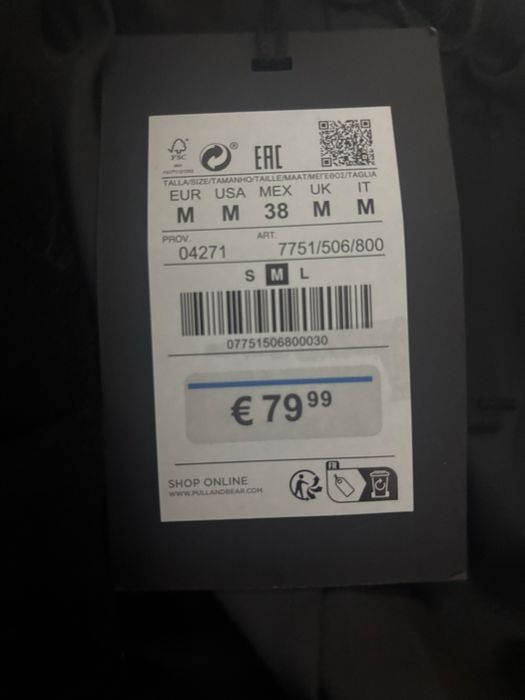 FSC
EAC
TALLA/SIZE/TAMANHO/TAILLE/MAAT/ΜΕΓΕΘΟΣ/TAGLIA
EUR USA MEX UK IT
M M 38 M M
PROV. ART.
04271 7751/506/800
S M L
07751506800030
€ 79 99
SHOP ONLINE
WWW.PULLANDBEAR.COM
FR